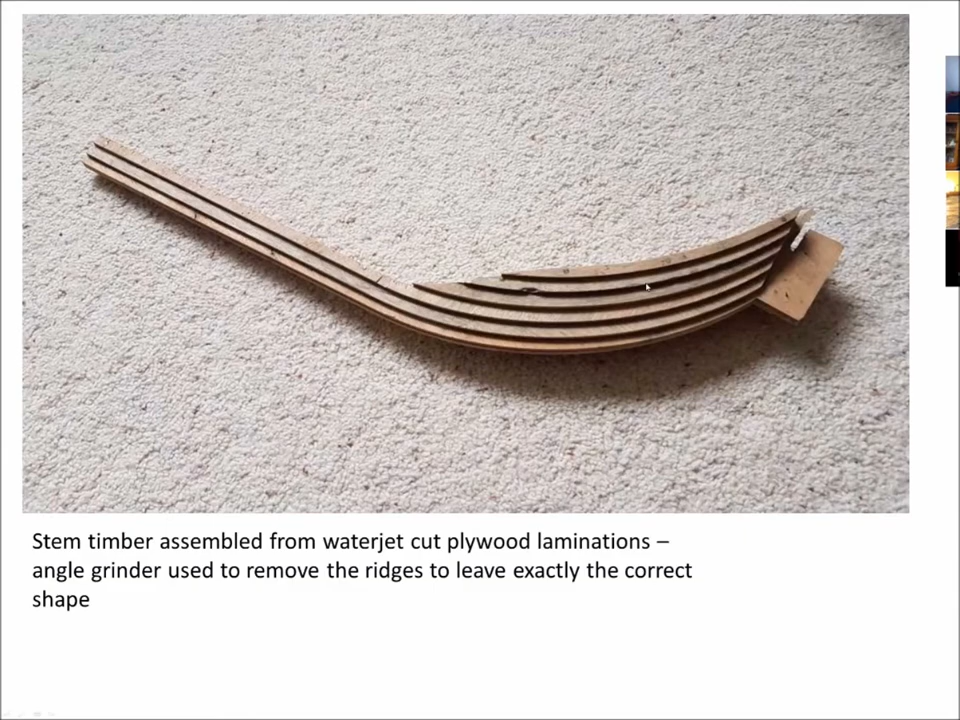 Stem timber assembled from waterjet cut plywood laminations –
angle grinder used to remove the ridges to leave exactly the correct
shape